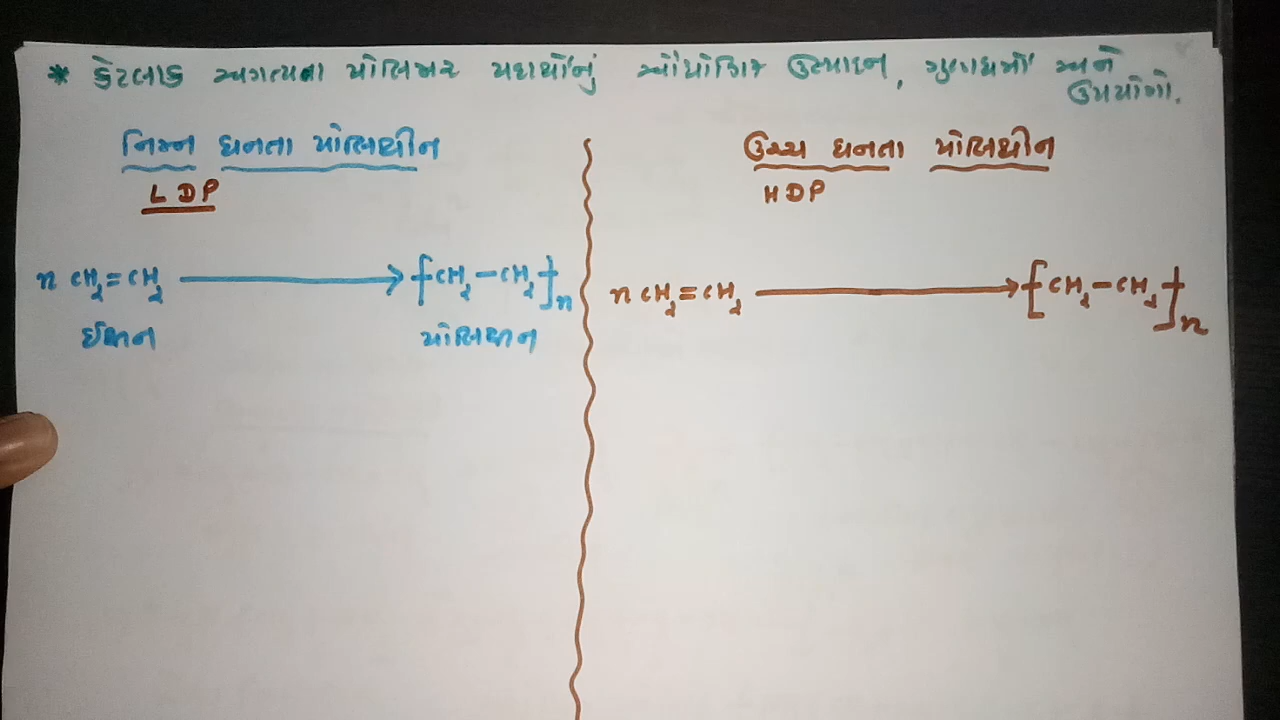 * કેટલાક અગત્યના પોલિમર પદાર્થોનું ઔદ્યોગિક ઉત્પાદન, ગુણધર્મો અને
ઉપયોગો.
નિમ્ન ઘનતા પોલિથીન
LDP
n CH₂=CH₂ ⟶ [CH₂-CH₂]n
ઈથીન પોલિથીન
ઉચ્ચ ઘનતા પોલિથીન
HDP
n CH₂=CH₂ ⟶ [CH₂-CH₂]n